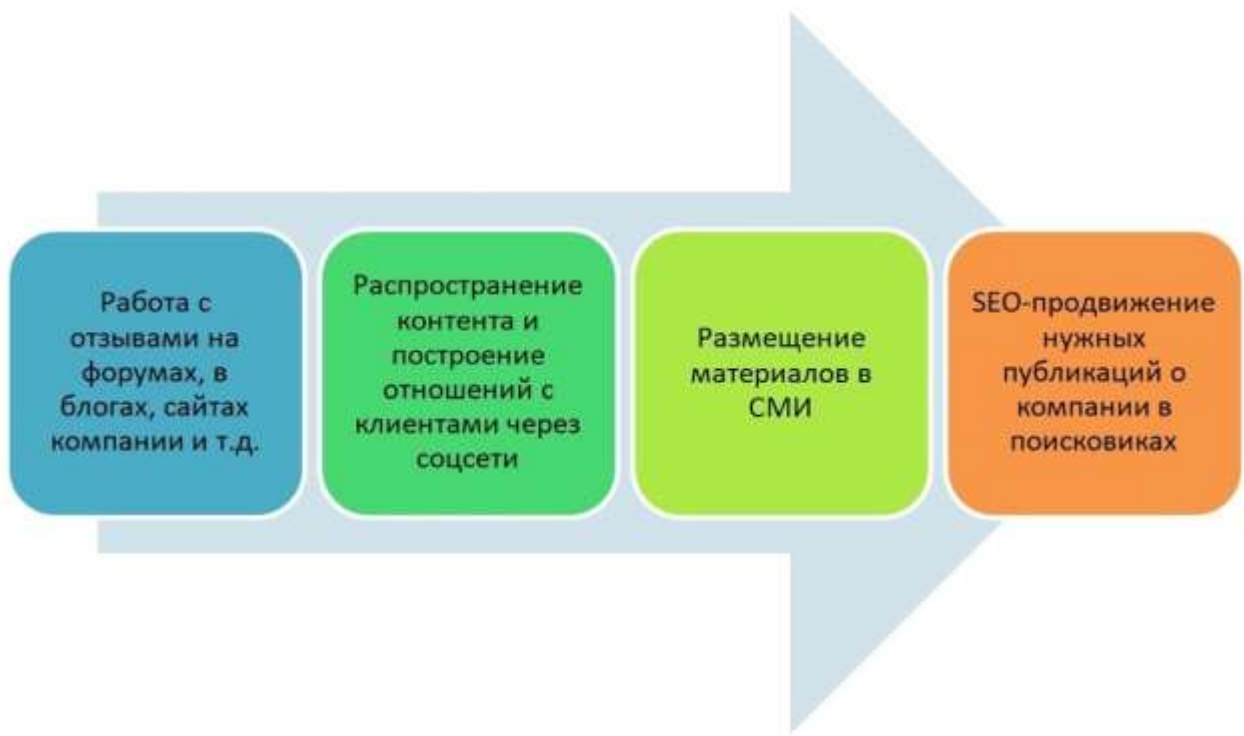 Работа с
отзывами на
форумах, в
блогах, сайтах
компании и т.д.
Распространение
контента и
построение
отношений с
клиентами через
соцсети
Размещение
материалов в
СМИ
SEO-продвижение
нужных
публикаций о
компании в
поисковиках